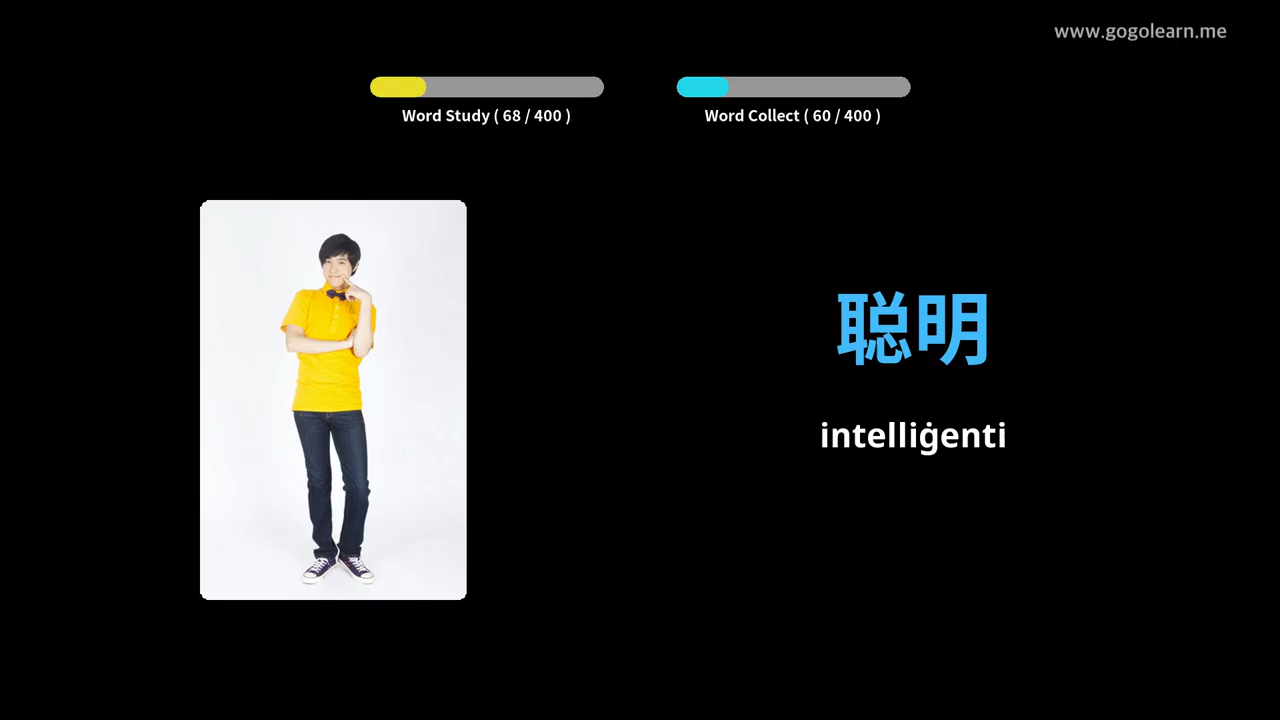 www.gogolearn.me
Word Study ( 68 / 400 )
Word Collect ( 60 / 400 )
聪明
intelliġenti